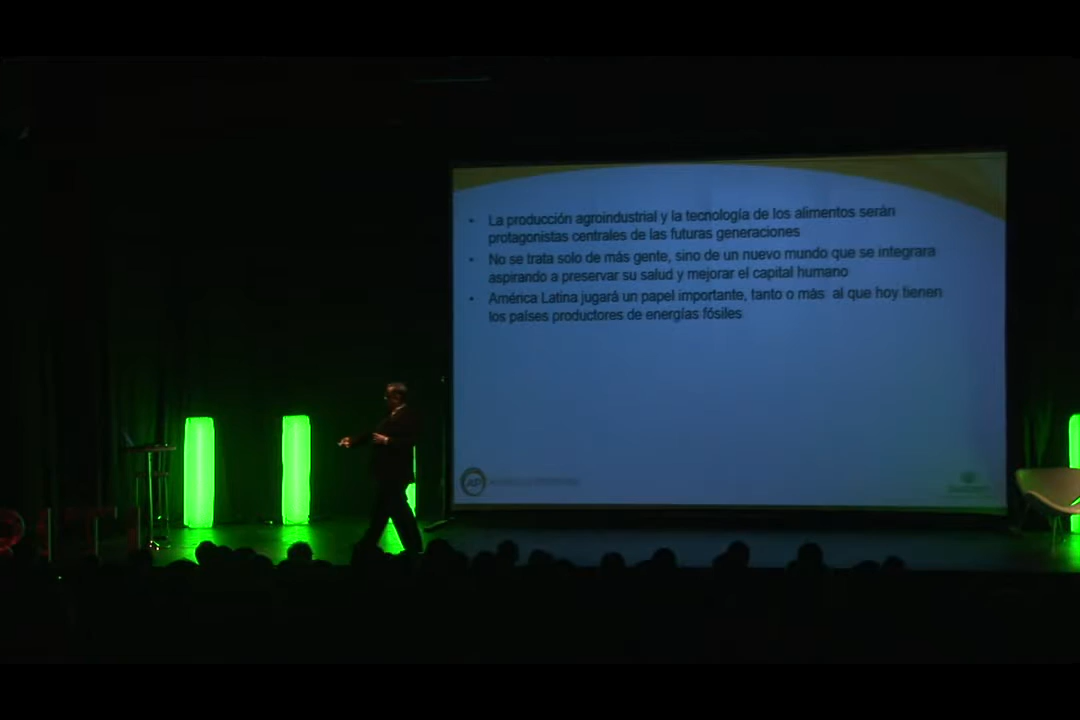 • La producción agroindustrial y la tecnología de los alimentos serán
protagonistas centrales de las futuras generaciones
• No se trata solo de más gente, sino de un nuevo mundo que se integrara
aspirando a preservar su salud y mejorar el capital humano
• América Latina jugará un papel importante, tanto o más al que hoy tienen
los países productores de energías fósiles
AP